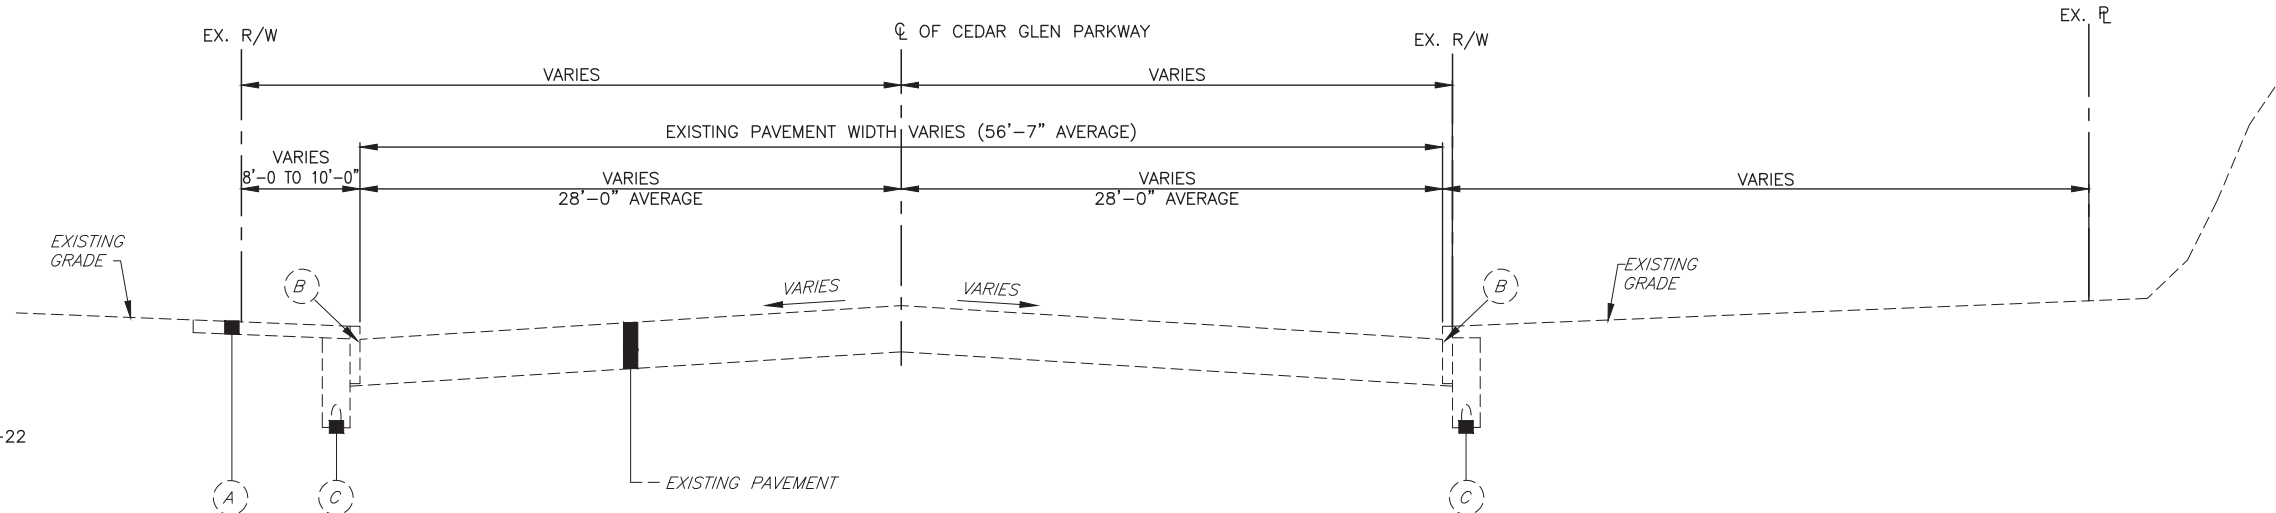 EX. R/W
℄ OF CEDAR GLEN PARKWAY
EX. R/W
EX. ⅊
VARIES
VARIES
EXISTING PAVEMENT WIDTH VARIES (56'-7" AVERAGE)
VARIES
8'-0 TO 10'-0"
VARIES
28'-0" AVERAGE
VARIES
28'-0" AVERAGE
VARIES
EXISTING
GRADE
B
VARIES
VARIES
B
EXISTING
GRADE
-22
A
C
EXISTING PAVEMENT
C